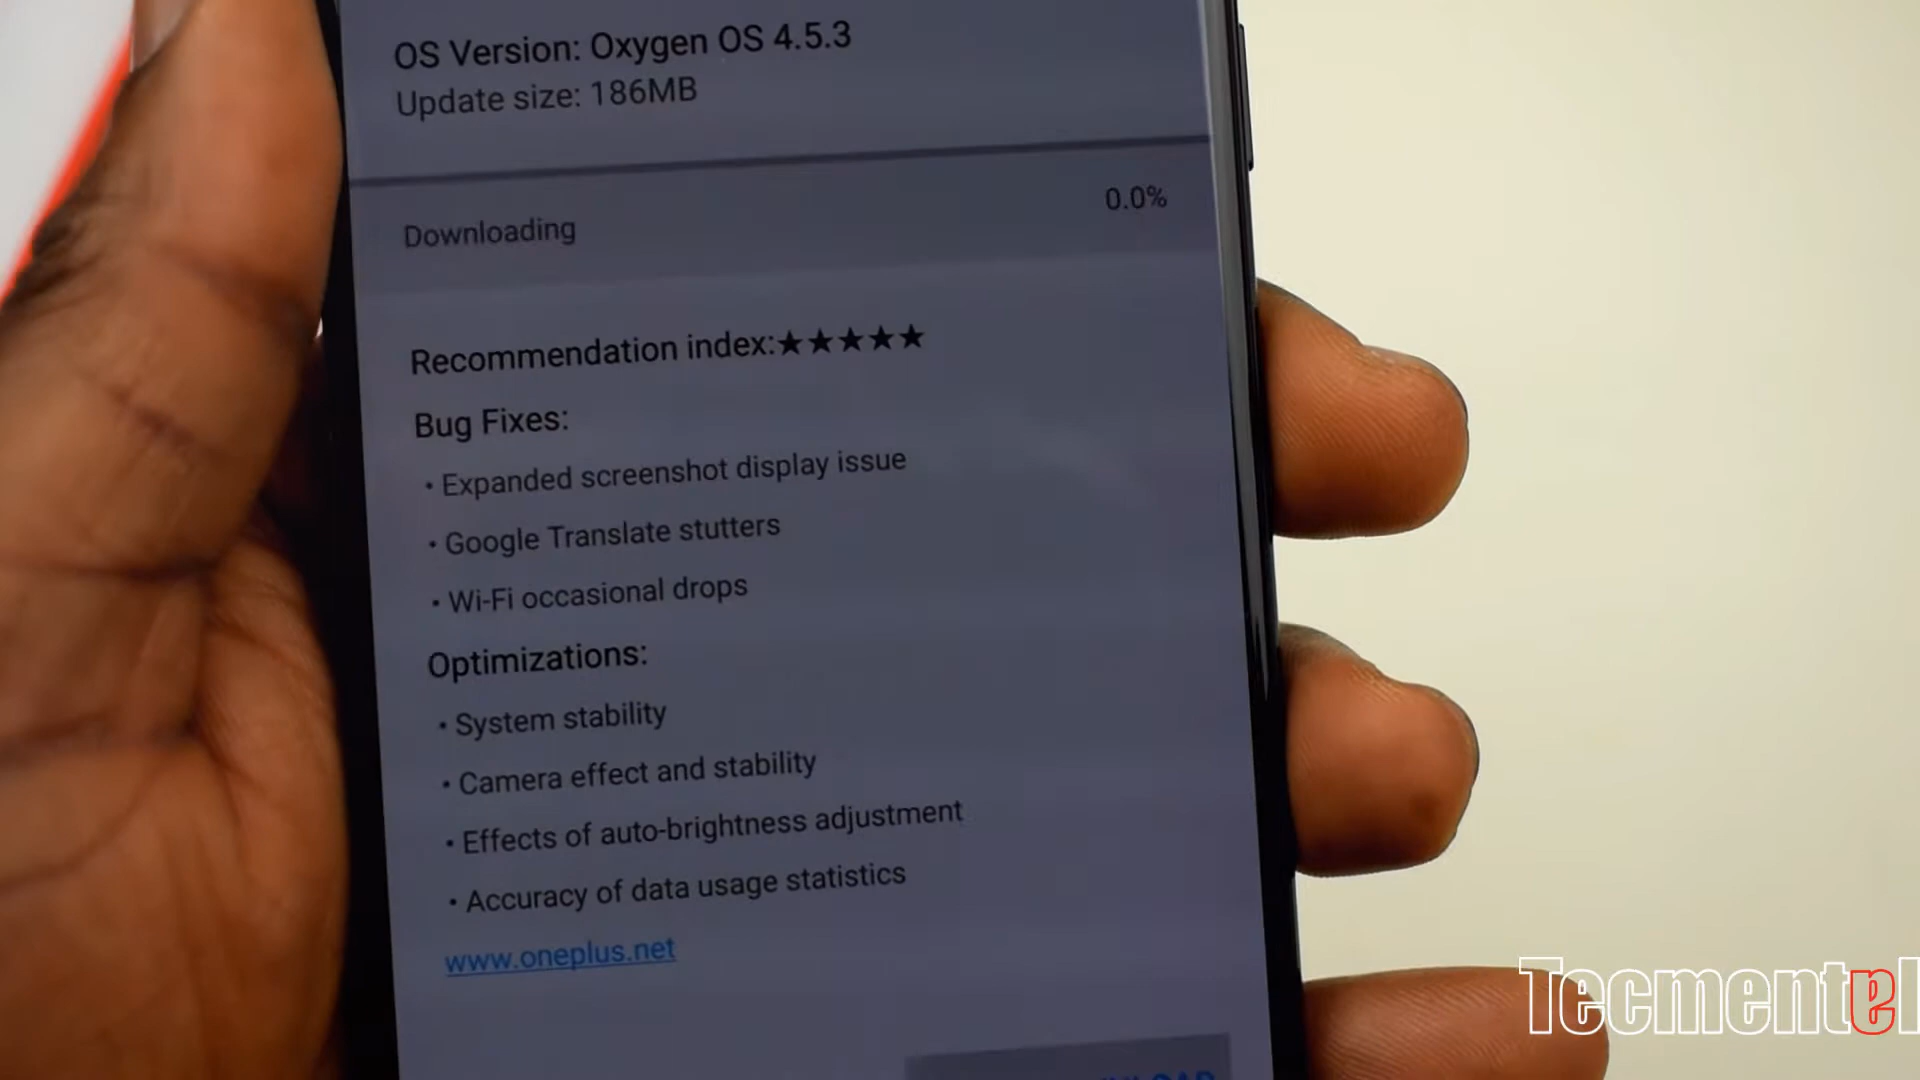 OS Version: Oxygen OS 4.5.3
Update size: 186MB
Downloading 0.0%
Recommendation index:★★★★★
Bug Fixes:
• Expanded screenshot display issue
• Google Translate stutters
• Wi-Fi occasional drops
Optimizations:
• System stability
• Camera effect and stability
• Effects of auto-brightness adjustment
• Accuracy of data usage statistics
www.oneplus.net